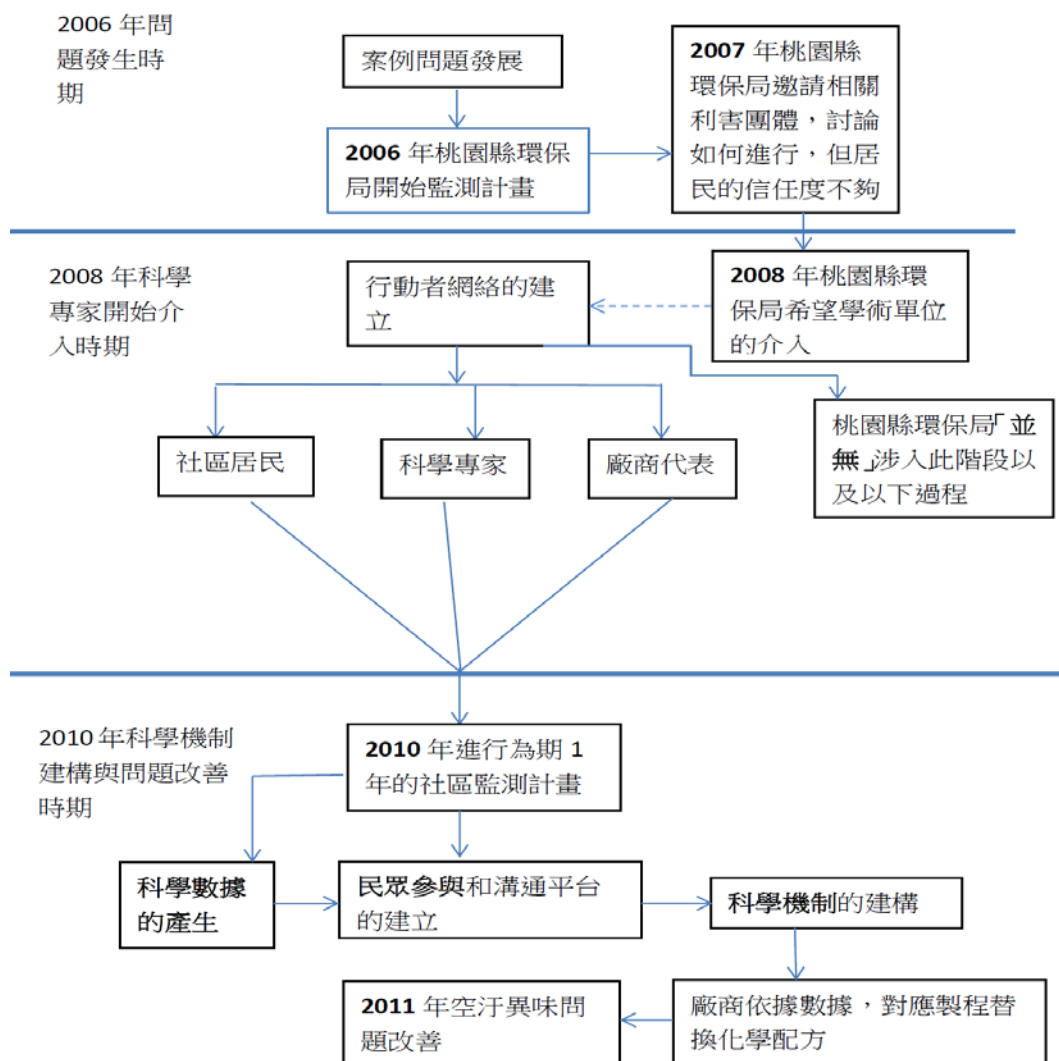 2006 年問
題發生時
期
案例問題發展
2006 年桃園縣環保
局開始監測計畫
2007 年桃園縣
環保局邀請相關
利害團體，討論
如何進行，但居
民的信任度不夠
2008 年科學
專家開始介
入時期
行動者網絡的建
立
2008 年桃園縣環
保局希望學術單位
的介入
社區居民
科學專家
廠商代表
桃園縣環保局「並
無」涉入此階段以
及以下過程
2010 年科學機制
建構與問題改善
時期
2010 年進行為期 1
年的社區監測計畫
科學數據
的產生
民眾參與和溝通平台
的建立
科學機制的建構
廠商依據數據，對應製程替
換化學配方
2011 年空汙異味問
題改善